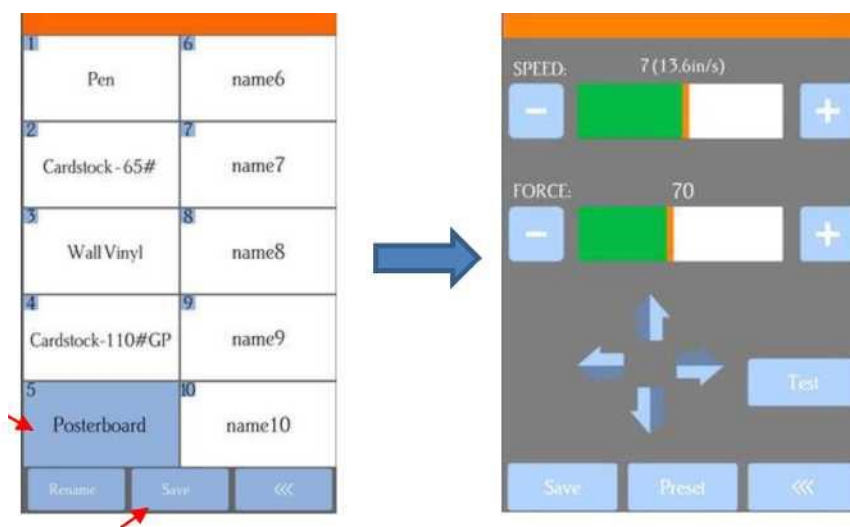 1
Pen
6
name6
2
Cardstock - 65#
7
name7
3
Wall Vinyl
8
name8
4
Cardstock-110#GP
9
name9
5
Posterboard
10
name10
Rename Save <<<
SPEED: 7 (13.6in/s)
− +
FORCE: 70
− +
Test
Save Preset <<<